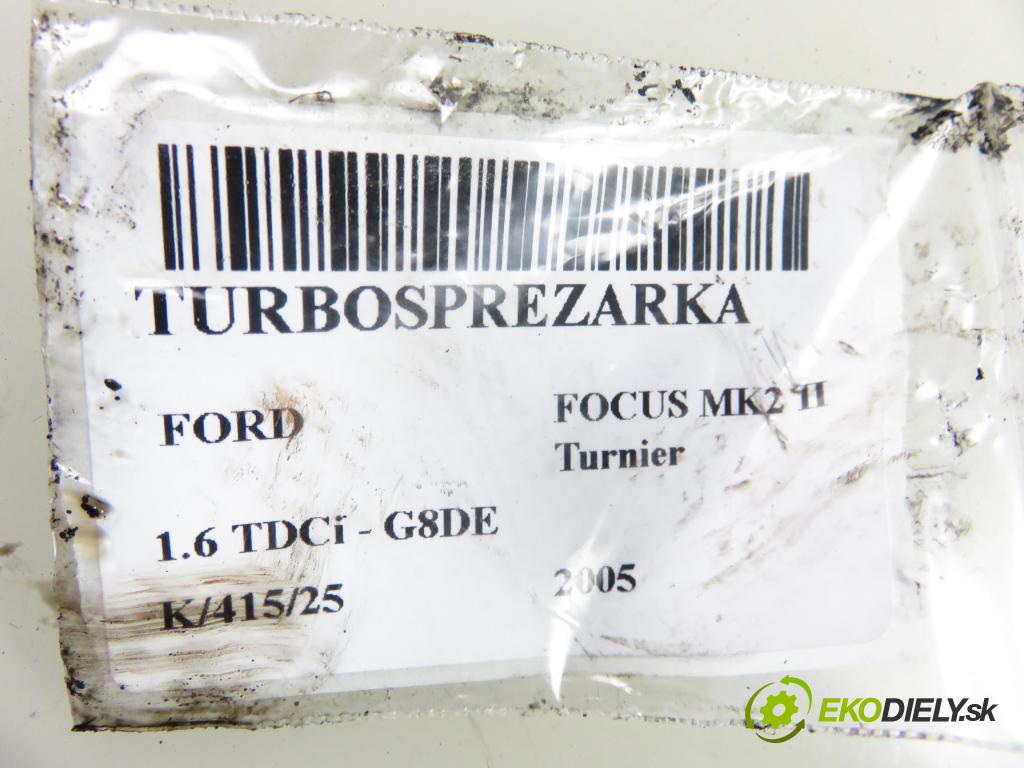 TURBOSPREZARKA
FORD
FOCUS MK2 II
Turnier
1.6 TDCi - G8DE
K/415/25
2005
EKODIELY.sk